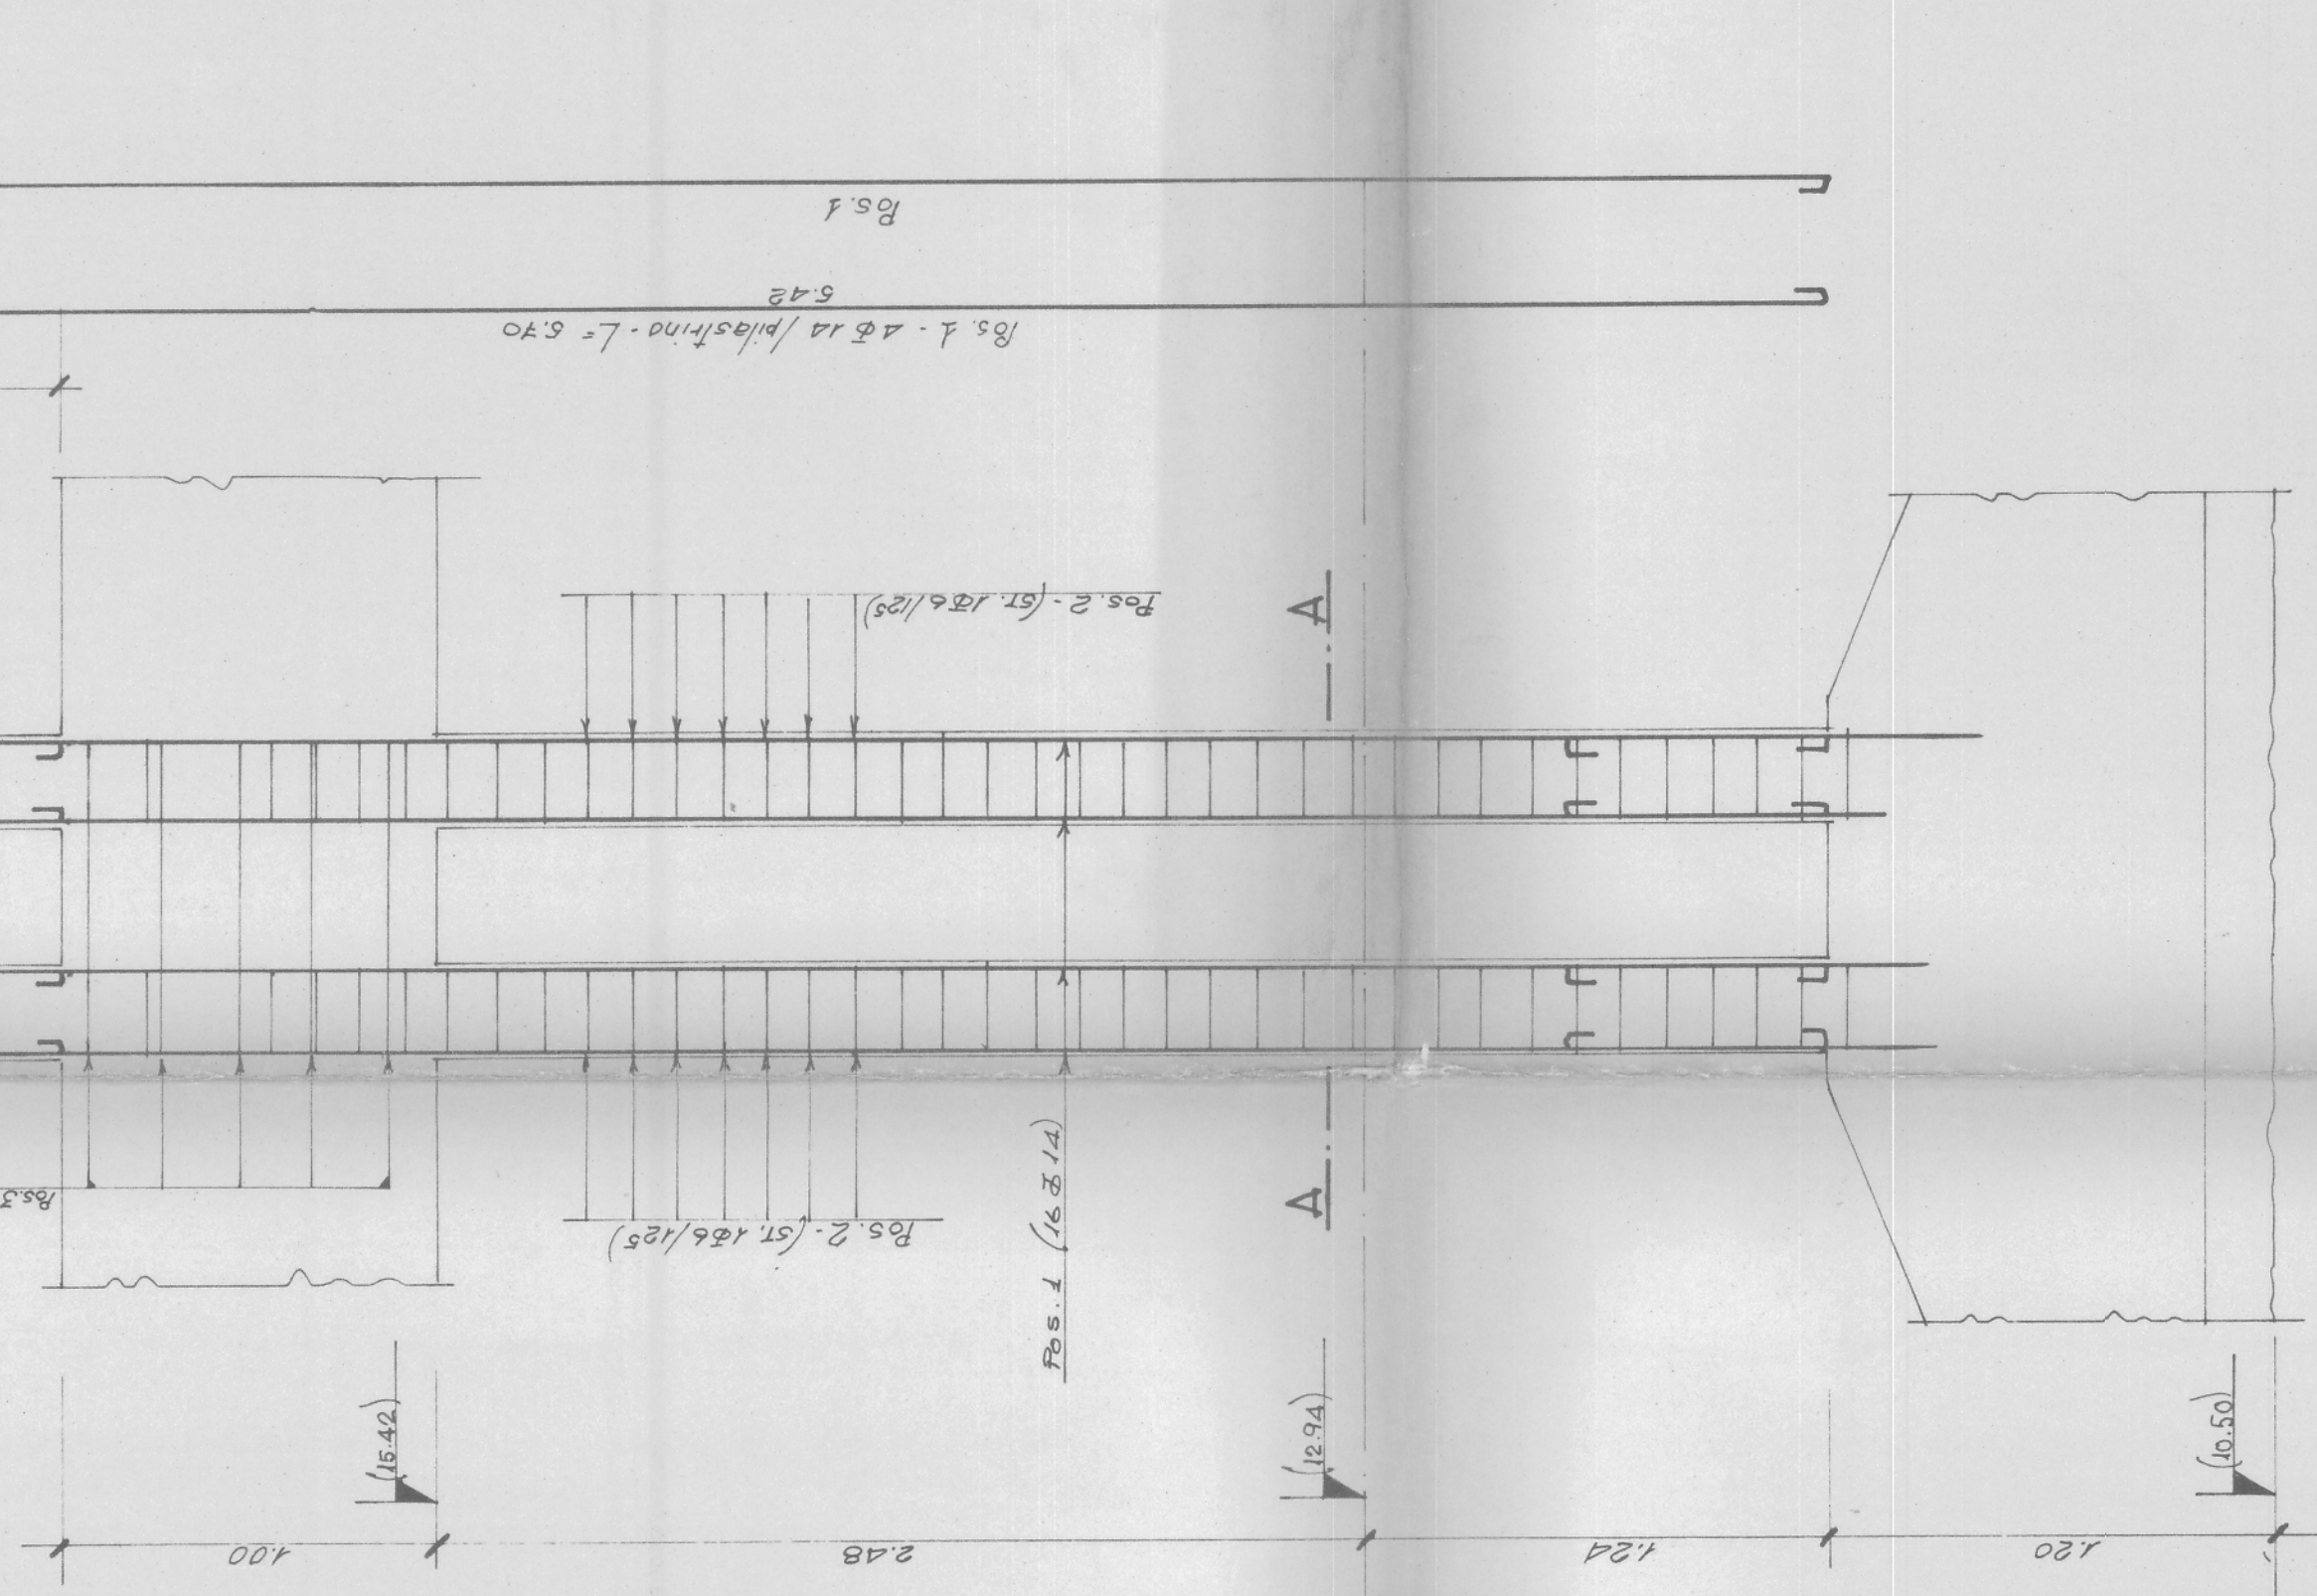 Pos. 1
5.42
Pos. 1 - 4Φ14/pilastrino - L= 5.70
Pos. 2 - (ST. 1Φ6/125)
A
Pos.3
Pos. 2 - (ST. 1Φ6/125)
Pos. 1 (16Φ14)
A
(15.42)
(12.94)
(10.50)
1.00
2.48
1.24
1.20